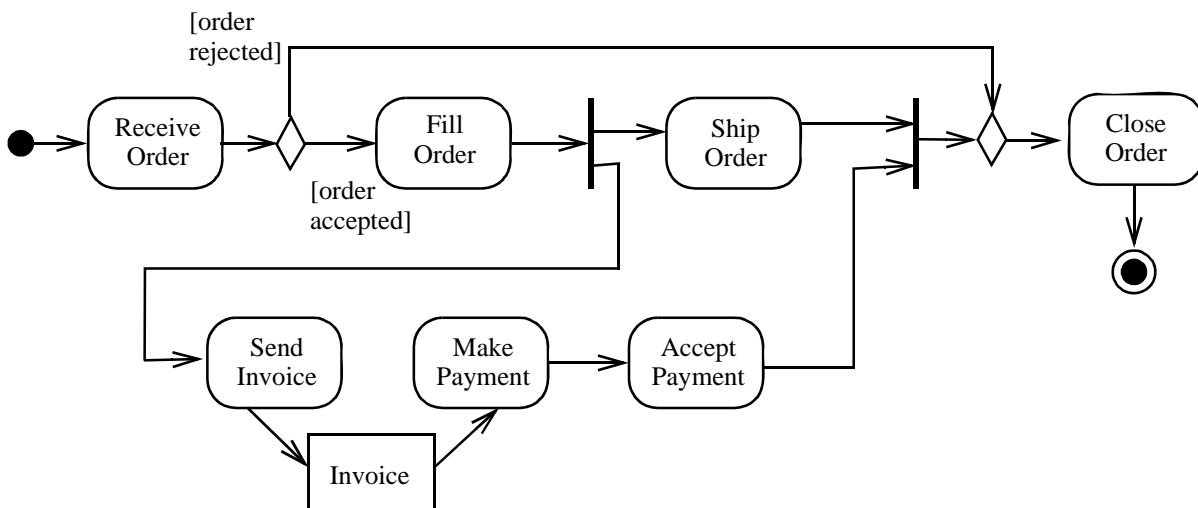 [order
rejected]
Receive
Order
Fill
Order
Ship
Order
Close
Order
[order
accepted]
Send
Invoice
Make
Payment
Accept
Payment
Invoice